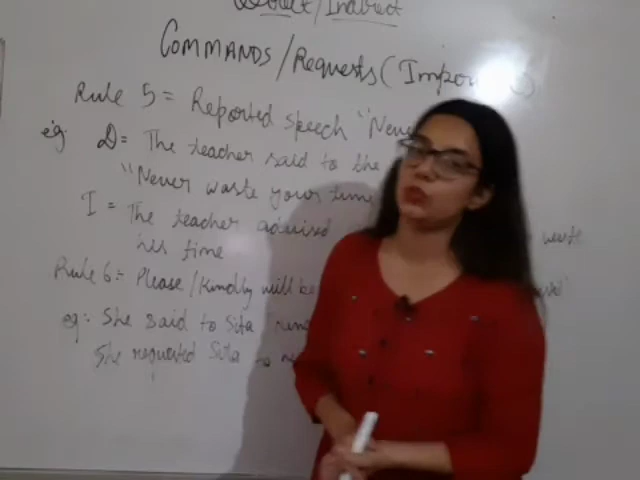 Direct/Indirect
COMMANDS/Requests (
Rule 5 = Reported speech "Never
eg. D = The teacher said to the
"Never waste your time
I = The teacher advised waste
his time
Rule 6 = Please/Kindly will be
eg: She said to Sita
She requested Sita to